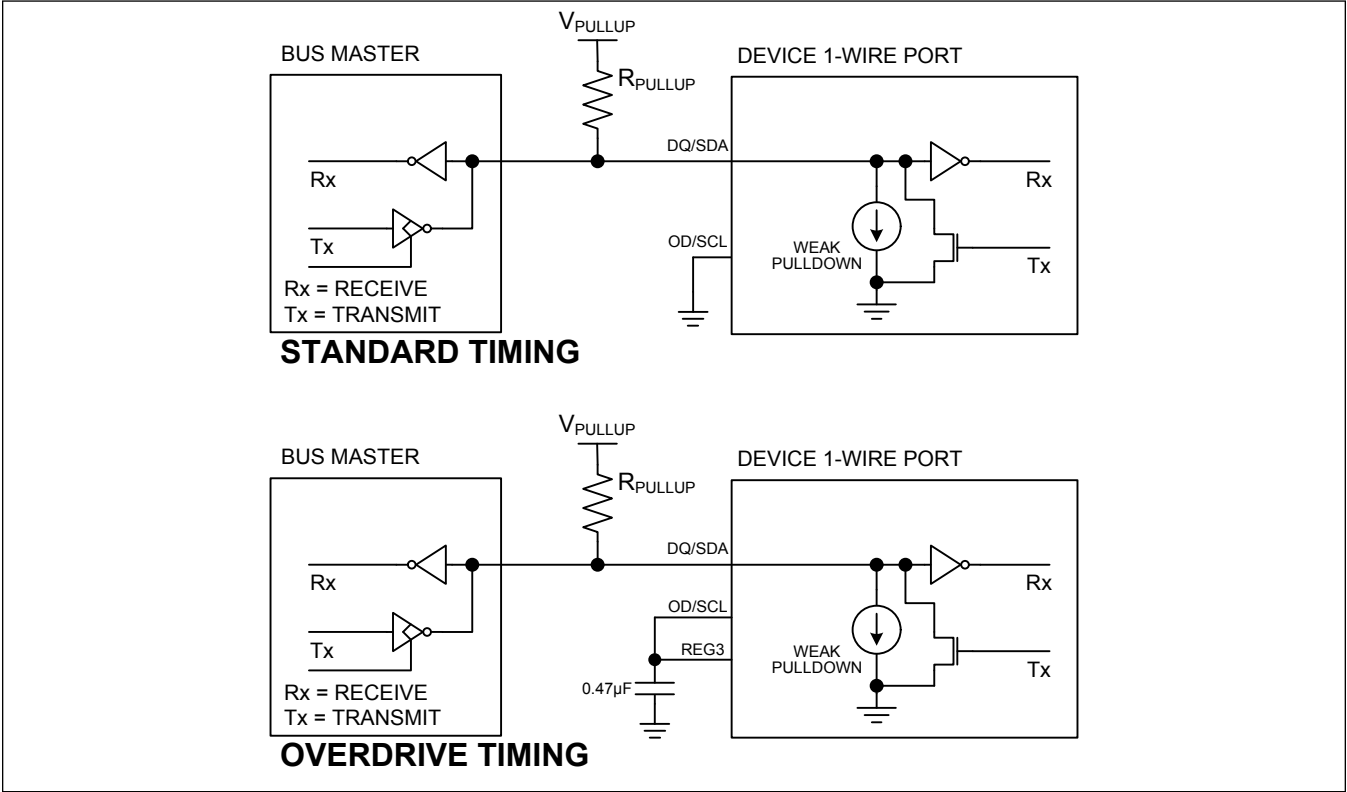 VPULLUP
BUS MASTER
DEVICE 1-WIRE PORT
RPULLUP
DQ/SDA
Rx
Rx
Tx
OD/SCL
WEAK
PULLDOWN
Tx
Rx = RECEIVE
Tx = TRANSMIT
STANDARD TIMING
VPULLUP
BUS MASTER
DEVICE 1-WIRE PORT
RPULLUP
DQ/SDA
Rx
Rx
OD/SCL
Tx
REG3
WEAK
PULLDOWN
Tx
0.47µF
Rx = RECEIVE
Tx = TRANSMIT
OVERDRIVE TIMING